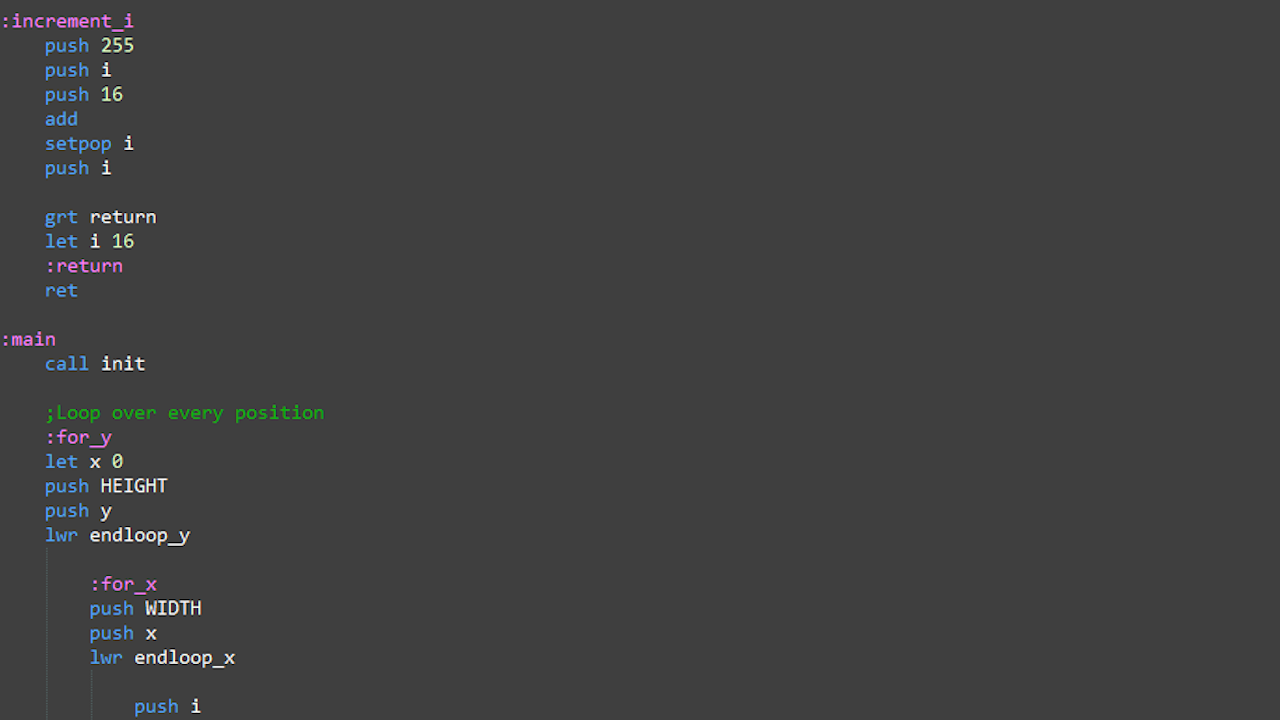 :increment_i
push 255
push i
push 16
add
setpop i
push i
grt return
let i 16
:return
ret
:main
call init
;Loop over every position
:for_y
let x 0
push HEIGHT
push y
lwr endloop_y
:for_x
push WIDTH
push x
lwr endloop_x
push i